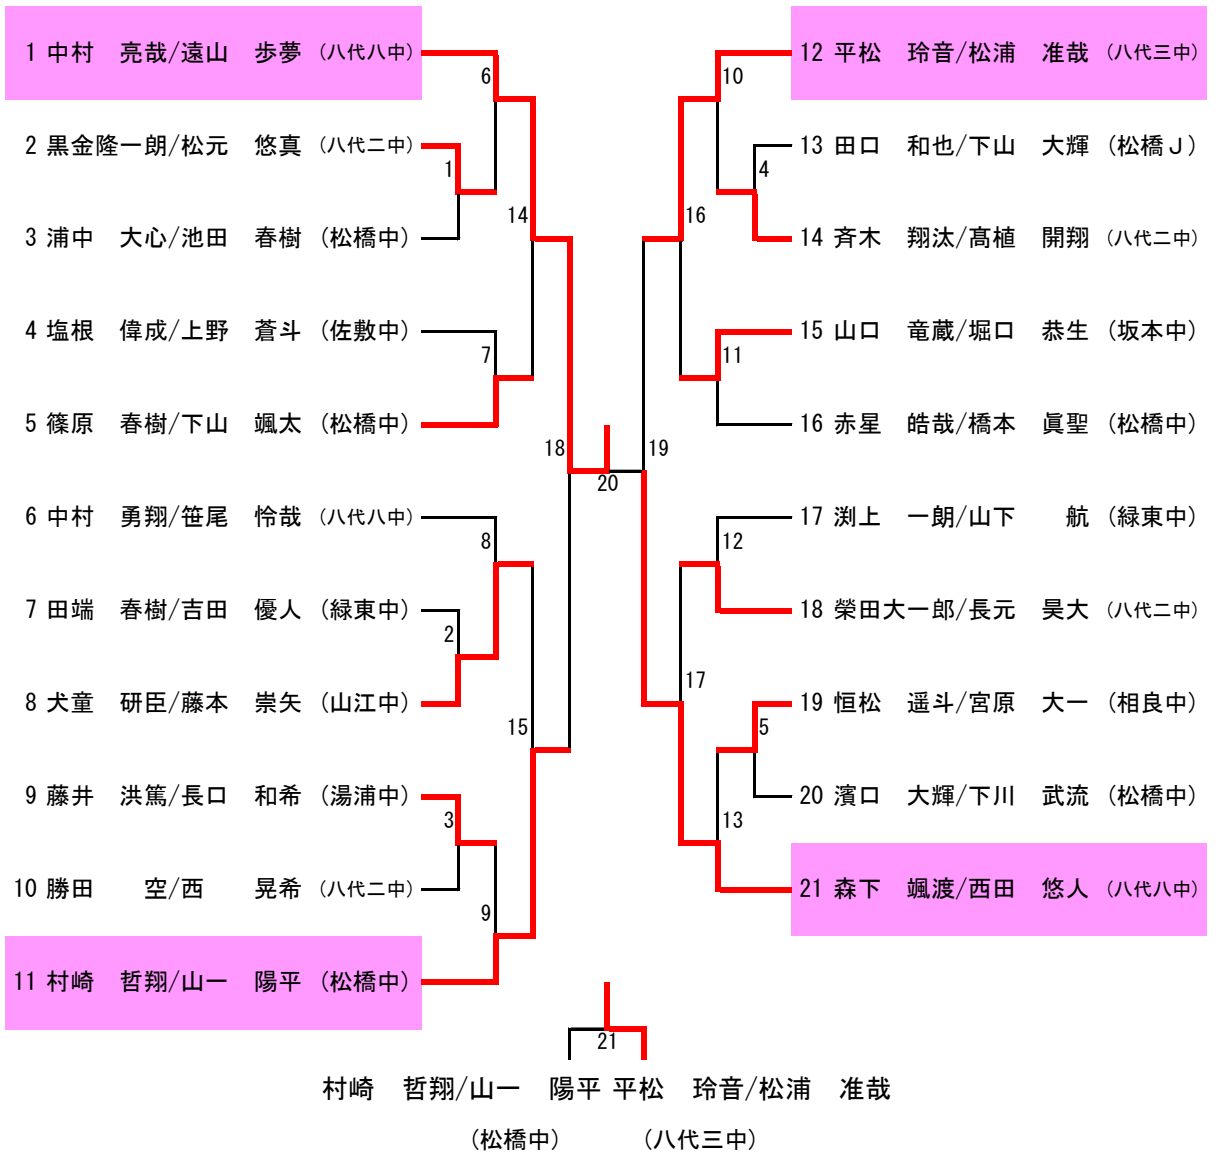 1 中村　亮哉/遠山　歩夢 (八代八中)
6
2 黒金隆一朗/松元　悠真 (八代二中)
1
3 浦中　大心/池田　春樹 (松橋中)
14
4 塩根　偉成/上野　蒼斗 (佐敷中)
7
5 篠原　春樹/下山　颯太 (松橋中)
18
6 中村　勇翔/笹尾　怜哉 (八代八中)
8
7 田端　春樹/吉田　優人 (緑東中)
2
8 犬童　研臣/藤本　崇矢 (山江中)
15
9 藤井　洪篤/長口　和希 (湯浦中)
3
10 勝田　空/西　晃希 (八代二中)
9
11 村崎　哲翔/山一　陽平 (松橋中)
20
12 平松　玲音/松浦　准哉 (八代三中)
10
13 田口　和也/下山　大輝 (松橋Ｊ)
4
14 斉木　翔汰/髙植　開翔 (八代二中)
16
15 山口　竜蔵/堀口　恭生 (坂本中)
11
16 赤星　皓哉/橋本　眞聖 (松橋中)
19
17 渕上　一朗/山下　航 (緑東中)
12
18 榮田大一郎/長元　昊大 (八代二中)
17
19 恒松　遥斗/宮原　大一 (相良中)
5
20 濱口　大輝/下川　武流 (松橋中)
13
21 森下　颯渡/西田　悠人 (八代八中)
21
村崎　哲翔/山一　陽平 平松　玲音/松浦　准哉
(松橋中) (八代三中)